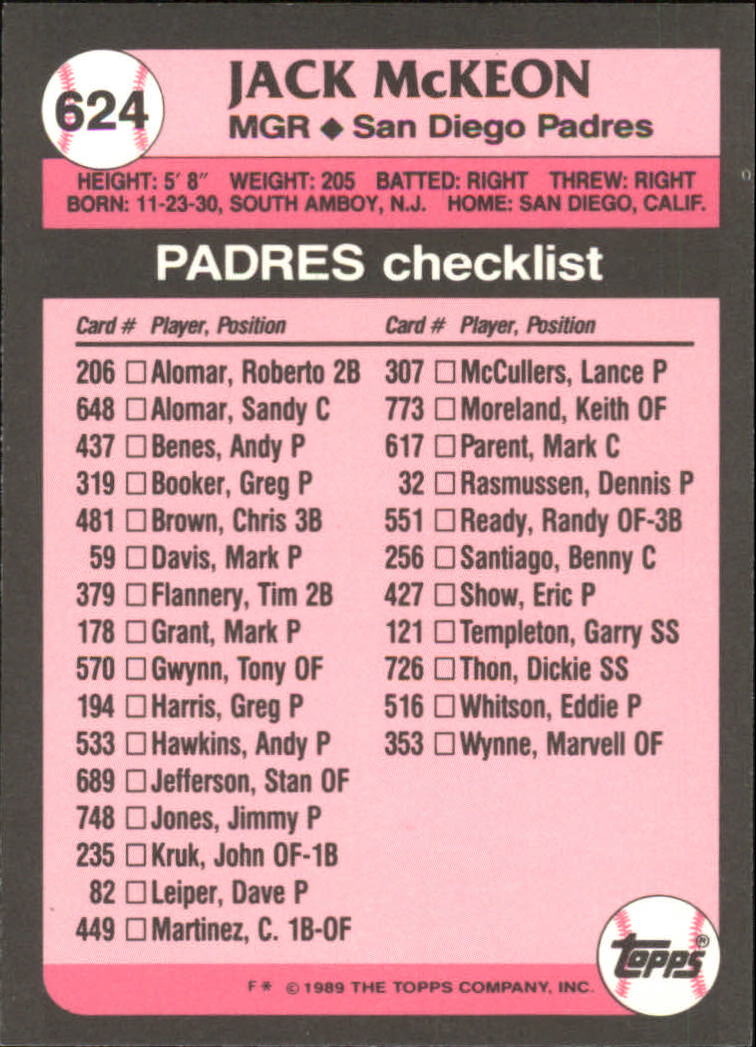 624
JACK McKEON
MGR ◆ San Diego Padres
HEIGHT: 5' 8" WEIGHT: 205 BATTED: RIGHT THREW: RIGHT
BORN: 11-23-30, SOUTH AMBOY, N.J. HOME: SAN DIEGO, CALIF.
PADRES checklist
Card # Player, Position
206 □ Alomar, Roberto 2B
648 □ Alomar, Sandy C
437 □ Benes, Andy P
319 □ Booker, Greg P
481 □ Brown, Chris 3B
59 □ Davis, Mark P
379 □ Flannery, Tim 2B
178 □ Grant, Mark P
570 □ Gwynn, Tony OF
194 □ Harris, Greg P
533 □ Hawkins, Andy P
689 □ Jefferson, Stan OF
748 □ Jones, Jimmy P
235 □ Kruk, John OF-1B
82 □ Leiper, Dave P
449 □ Martinez, C. 1B-OF
Card # Player, Position
307 □ McCullers, Lance P
773 □ Moreland, Keith OF
617 □ Parent, Mark C
32 □ Rasmussen, Dennis P
551 □ Ready, Randy OF-3B
256 □ Santiago, Benny C
427 □ Show, Eric P
121 □ Templeton, Garry SS
726 □ Thon, Dickie SS
516 □ Whitson, Eddie P
353 □ Wynne, Marvell OF
Topps®
F* © 1989 THE TOPPS COMPANY, INC.